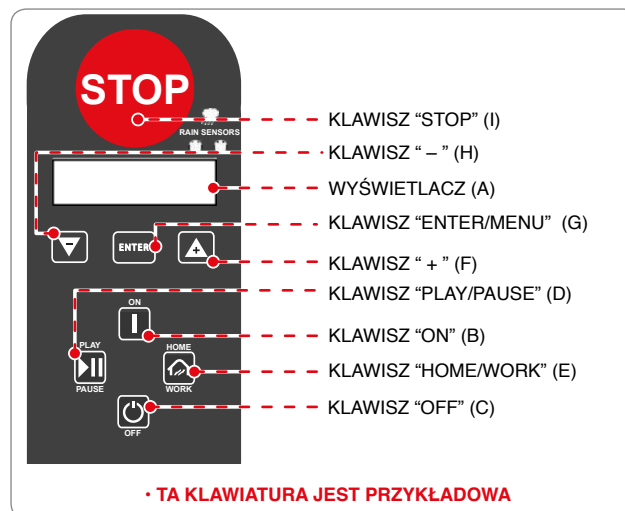 STOP
RAIN SENSORS
KLAWISZ “STOP” (I)
KLAWISZ “ – ” (H)
WYŚWIETLACZ (A)
KLAWISZ “ENTER/MENU” (G)
– ENTER +
KLAWISZ “ + ” (F)
KLAWISZ “PLAY/PAUSE” (D)
ON
KLAWISZ “ON” (B)
PLAY HOME
KLAWISZ “HOME/WORK” (E)
PAUSE WORK
KLAWISZ “OFF” (C)
OFF
• TA KLAWIATURA JEST PRZYKŁADOWA